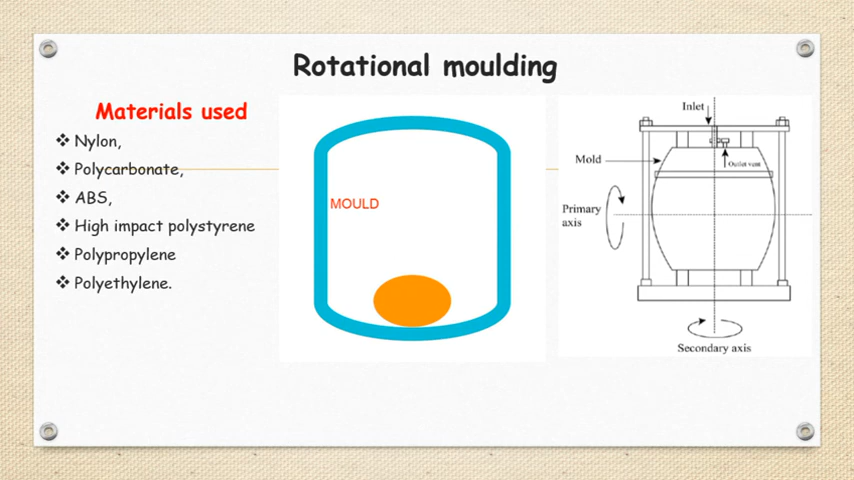 Rotational moulding
Materials used
❖ Nylon,
❖ Polycarbonate,
❖ ABS,
❖ High impact polystyrene
❖ Polypropylene
❖ Polyethylene.
MOULD
Inlet
Mold
Outlet vent
Primary
axis
Secondary axis